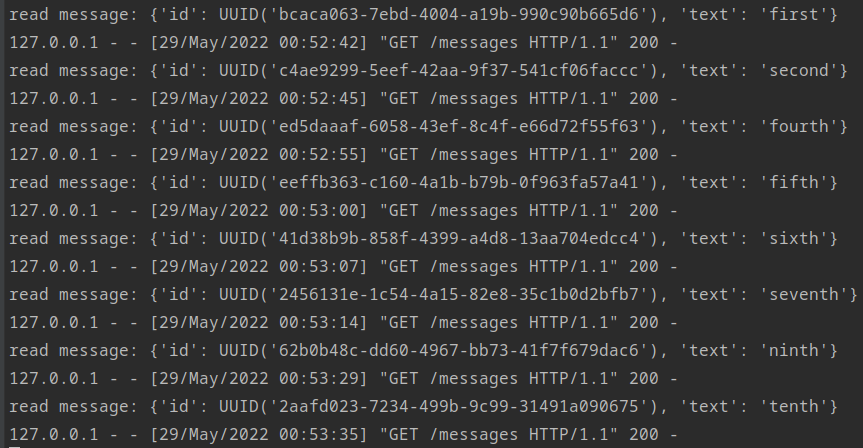 read message: {'id': UUID('bcaca063-7ebd-4004-a19b-990c90b665d6'), 'text': 'first'}
127.0.0.1 - - [29/May/2022 00:52:42] "GET /messages HTTP/1.1" 200 -
read message: {'id': UUID('c4ae9299-5eef-42aa-9f37-541cf06faccc'), 'text': 'second'}
127.0.0.1 - - [29/May/2022 00:52:45] "GET /messages HTTP/1.1" 200 -
read message: {'id': UUID('ed5daaaf-6058-43ef-8c4f-e66d72f55f63'), 'text': 'fourth'}
127.0.0.1 - - [29/May/2022 00:52:55] "GET /messages HTTP/1.1" 200 -
read message: {'id': UUID('eeffb363-c160-4a1b-b79b-0f963fa57a41'), 'text': 'fifth'}
127.0.0.1 - - [29/May/2022 00:53:00] "GET /messages HTTP/1.1" 200 -
read message: {'id': UUID('41d38b9b-858f-4399-a4d8-13aa704edcc4'), 'text': 'sixth'}
127.0.0.1 - - [29/May/2022 00:53:07] "GET /messages HTTP/1.1" 200 -
read message: {'id': UUID('2456131e-1c54-4a15-82e8-35c1b0d2bfb7'), 'text': 'seventh'}
127.0.0.1 - - [29/May/2022 00:53:14] "GET /messages HTTP/1.1" 200 -
read message: {'id': UUID('62b0b48c-dd60-4967-bb73-41f7f679dac6'), 'text': 'ninth'}
127.0.0.1 - - [29/May/2022 00:53:29] "GET /messages HTTP/1.1" 200 -
read message: {'id': UUID('2aafd023-7234-499b-9c99-31491a090675'), 'text': 'tenth'}
127.0.0.1 - - [29/May/2022 00:53:35] "GET /messages HTTP/1.1" 200 -